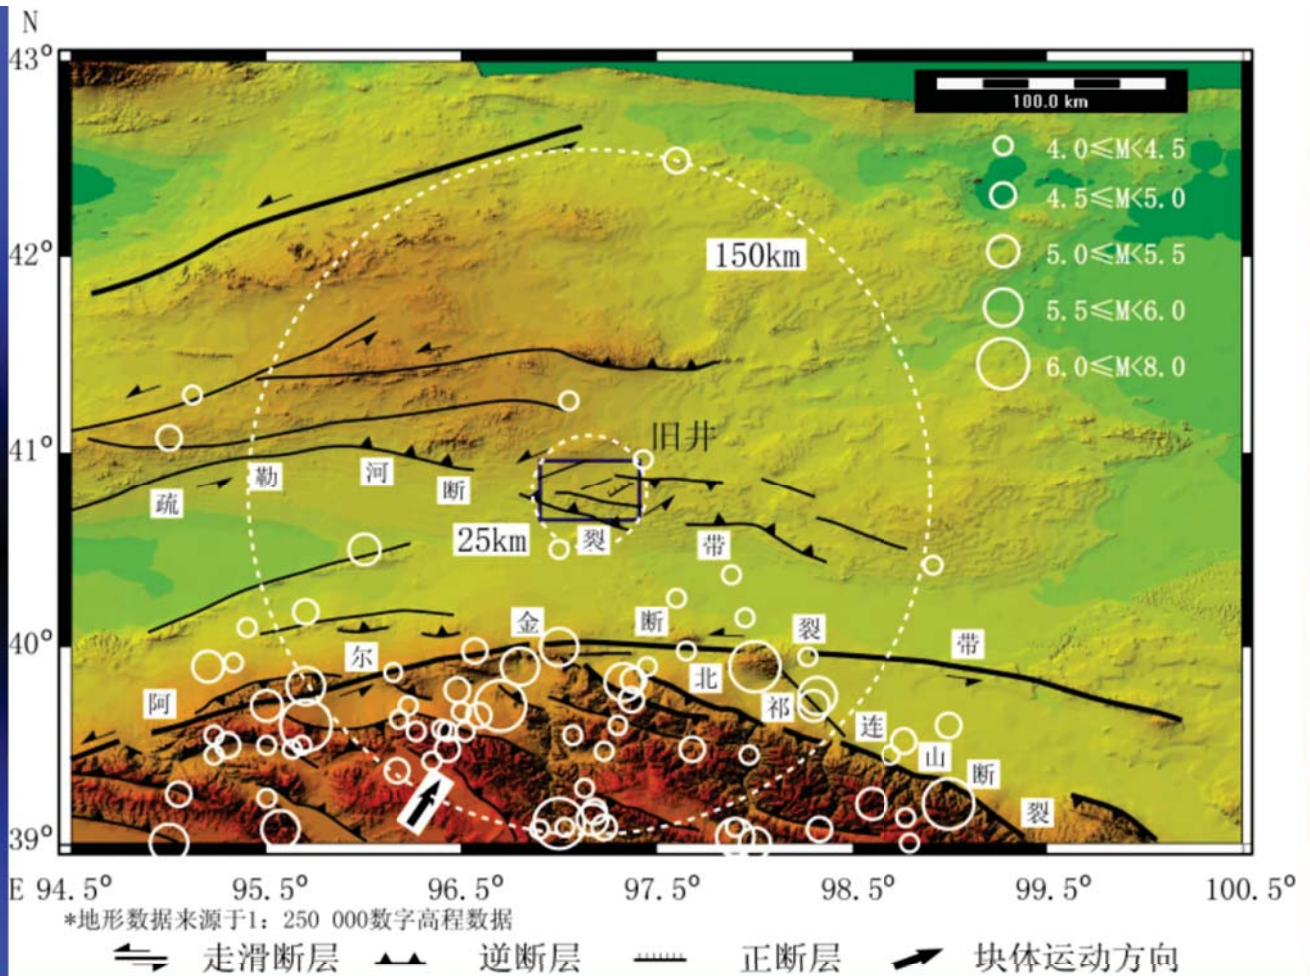 N
43°
100.0 km
4.0≤M<4.5
4.5≤M<5.0
42°
150km
5.0≤M<5.5
5.5≤M<6.0
6.0≤M<8.0
旧井
41°
疏 勒 河 断
25km
裂 带
40°
阿 尔 金 断 裂 带
北 祁 连 山 断 裂
39°
E 94.5° 95.5° 96.5° 97.5° 98.5° 99.5° 100.5°
*地形数据来源于1: 250 000数字高程数据
走滑断层 逆断层 正断层 块体运动方向